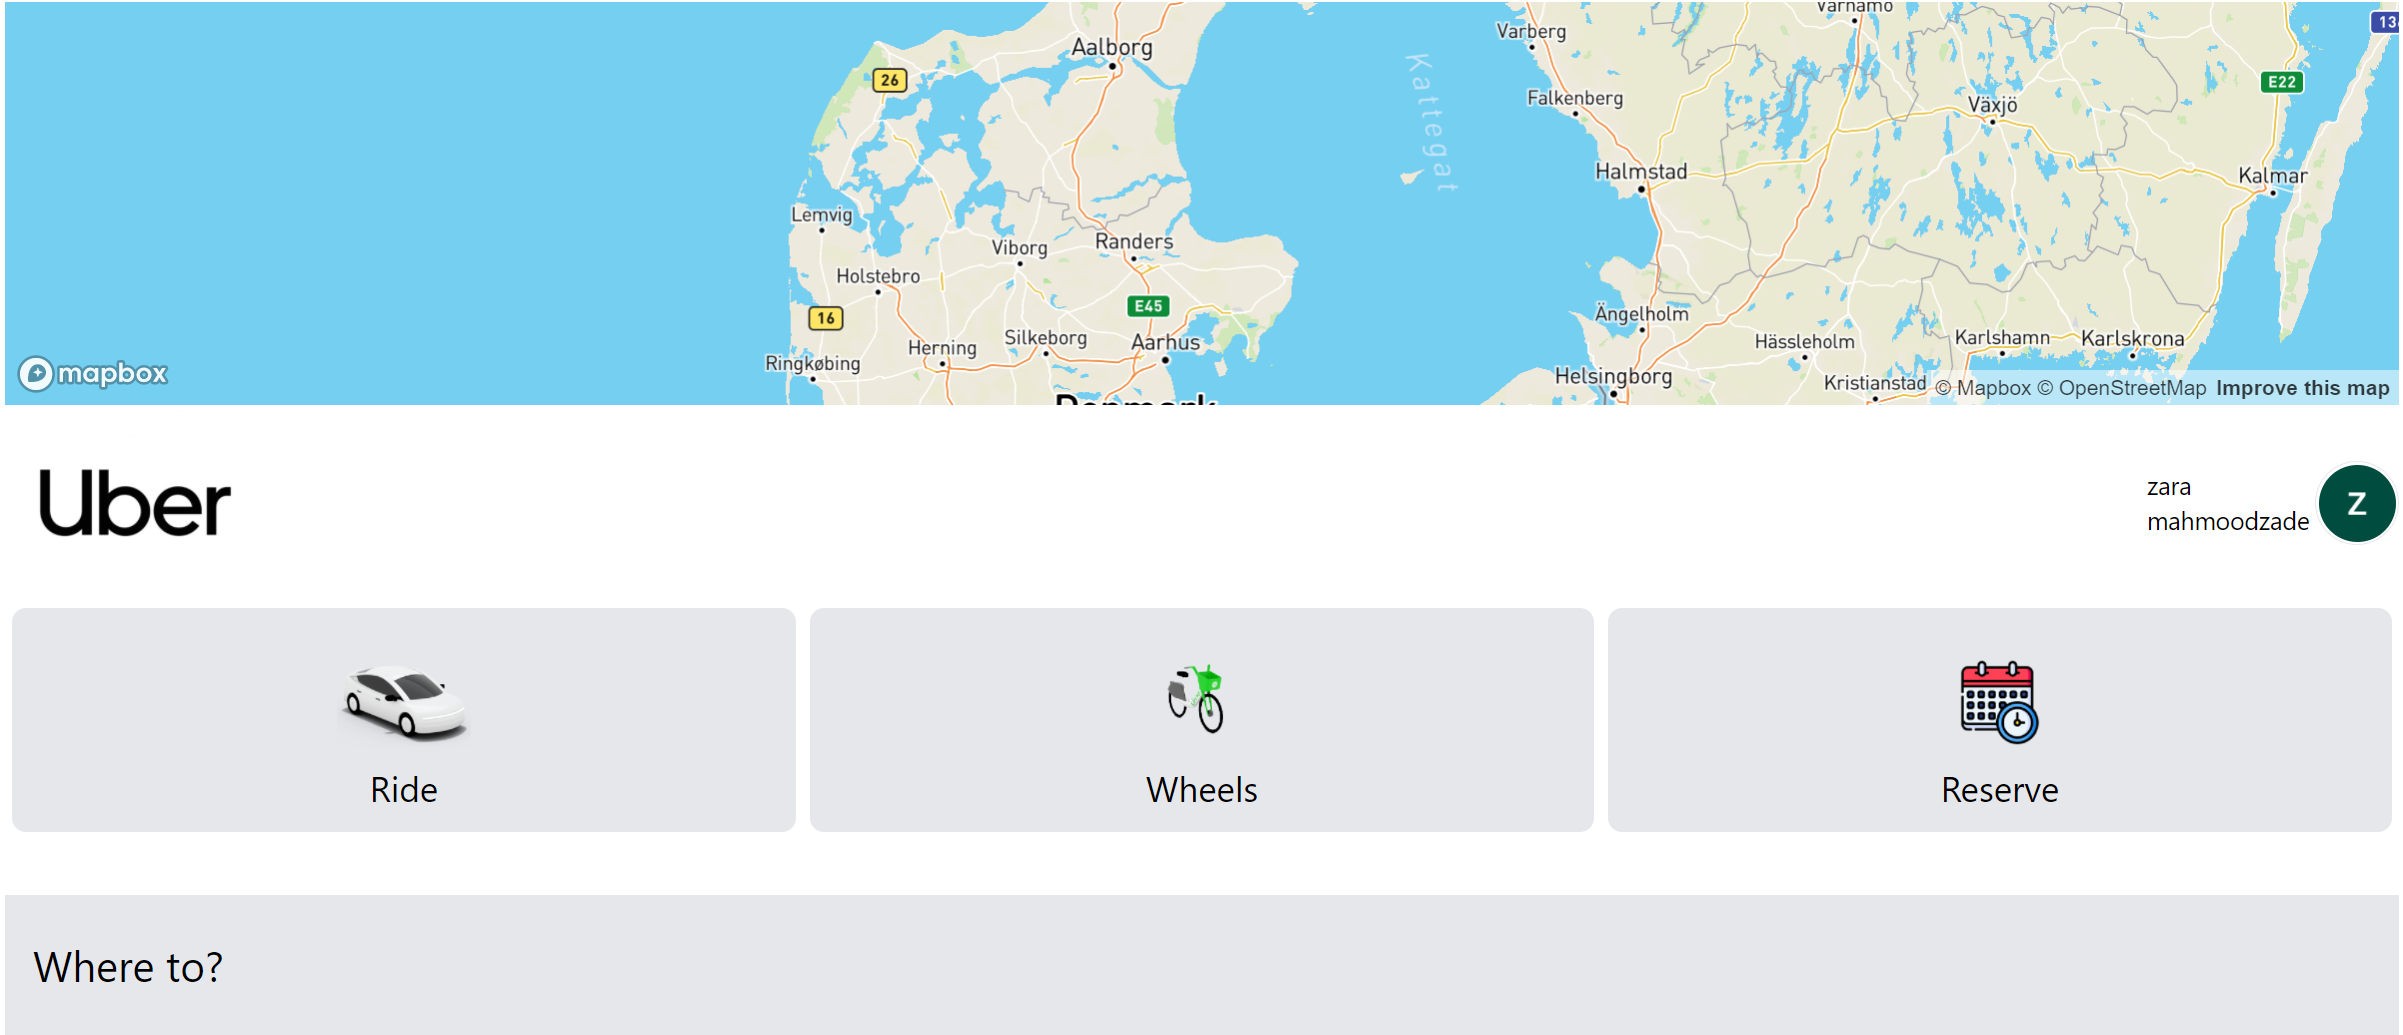 Värnamo
Aalborg
Varberg
136
26
Kattegat
Falkenberg
Växjö
E22
Halmstad
Kalmar
Lemvig
Viborg
Randers
Holstebro
16
E45
Ängelholm
Silkeborg
Aarhus
Herning
Hässleholm
Karlshamn
Karlskrona
Ringkøbing
Helsingborg
Kristianstad
mapbox
© Mapbox © OpenStreetMap Improve this map
Denmark
Uber
zara
mahmoodzade
Z
Ride
Wheels
Reserve
Where to?